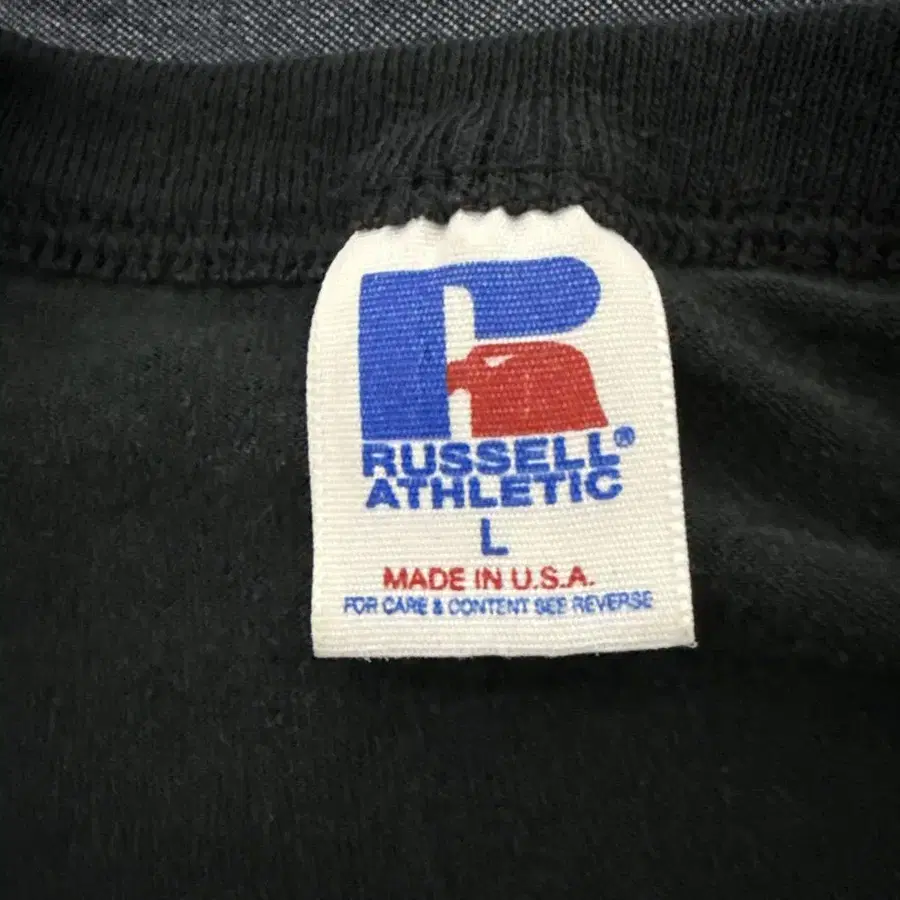 RUSSELL®
ATHLETIC
L
MADE IN U.S.A.
FOR CARE & CONTENT SEE REVERSE